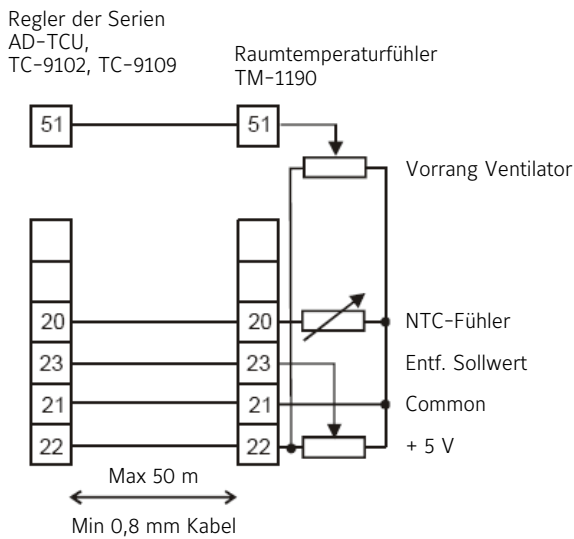 Regler der Serien
AD-TCU,
TC-9102, TC-9109
Raumtemperaturfühler
TM-1190
51 51
Vorrang Ventilator
20 20 NTC-Fühler
23 23 Entf. Sollwert
21 21 Common
22 22 + 5 V
Max 50 m
Min 0,8 mm Kabel